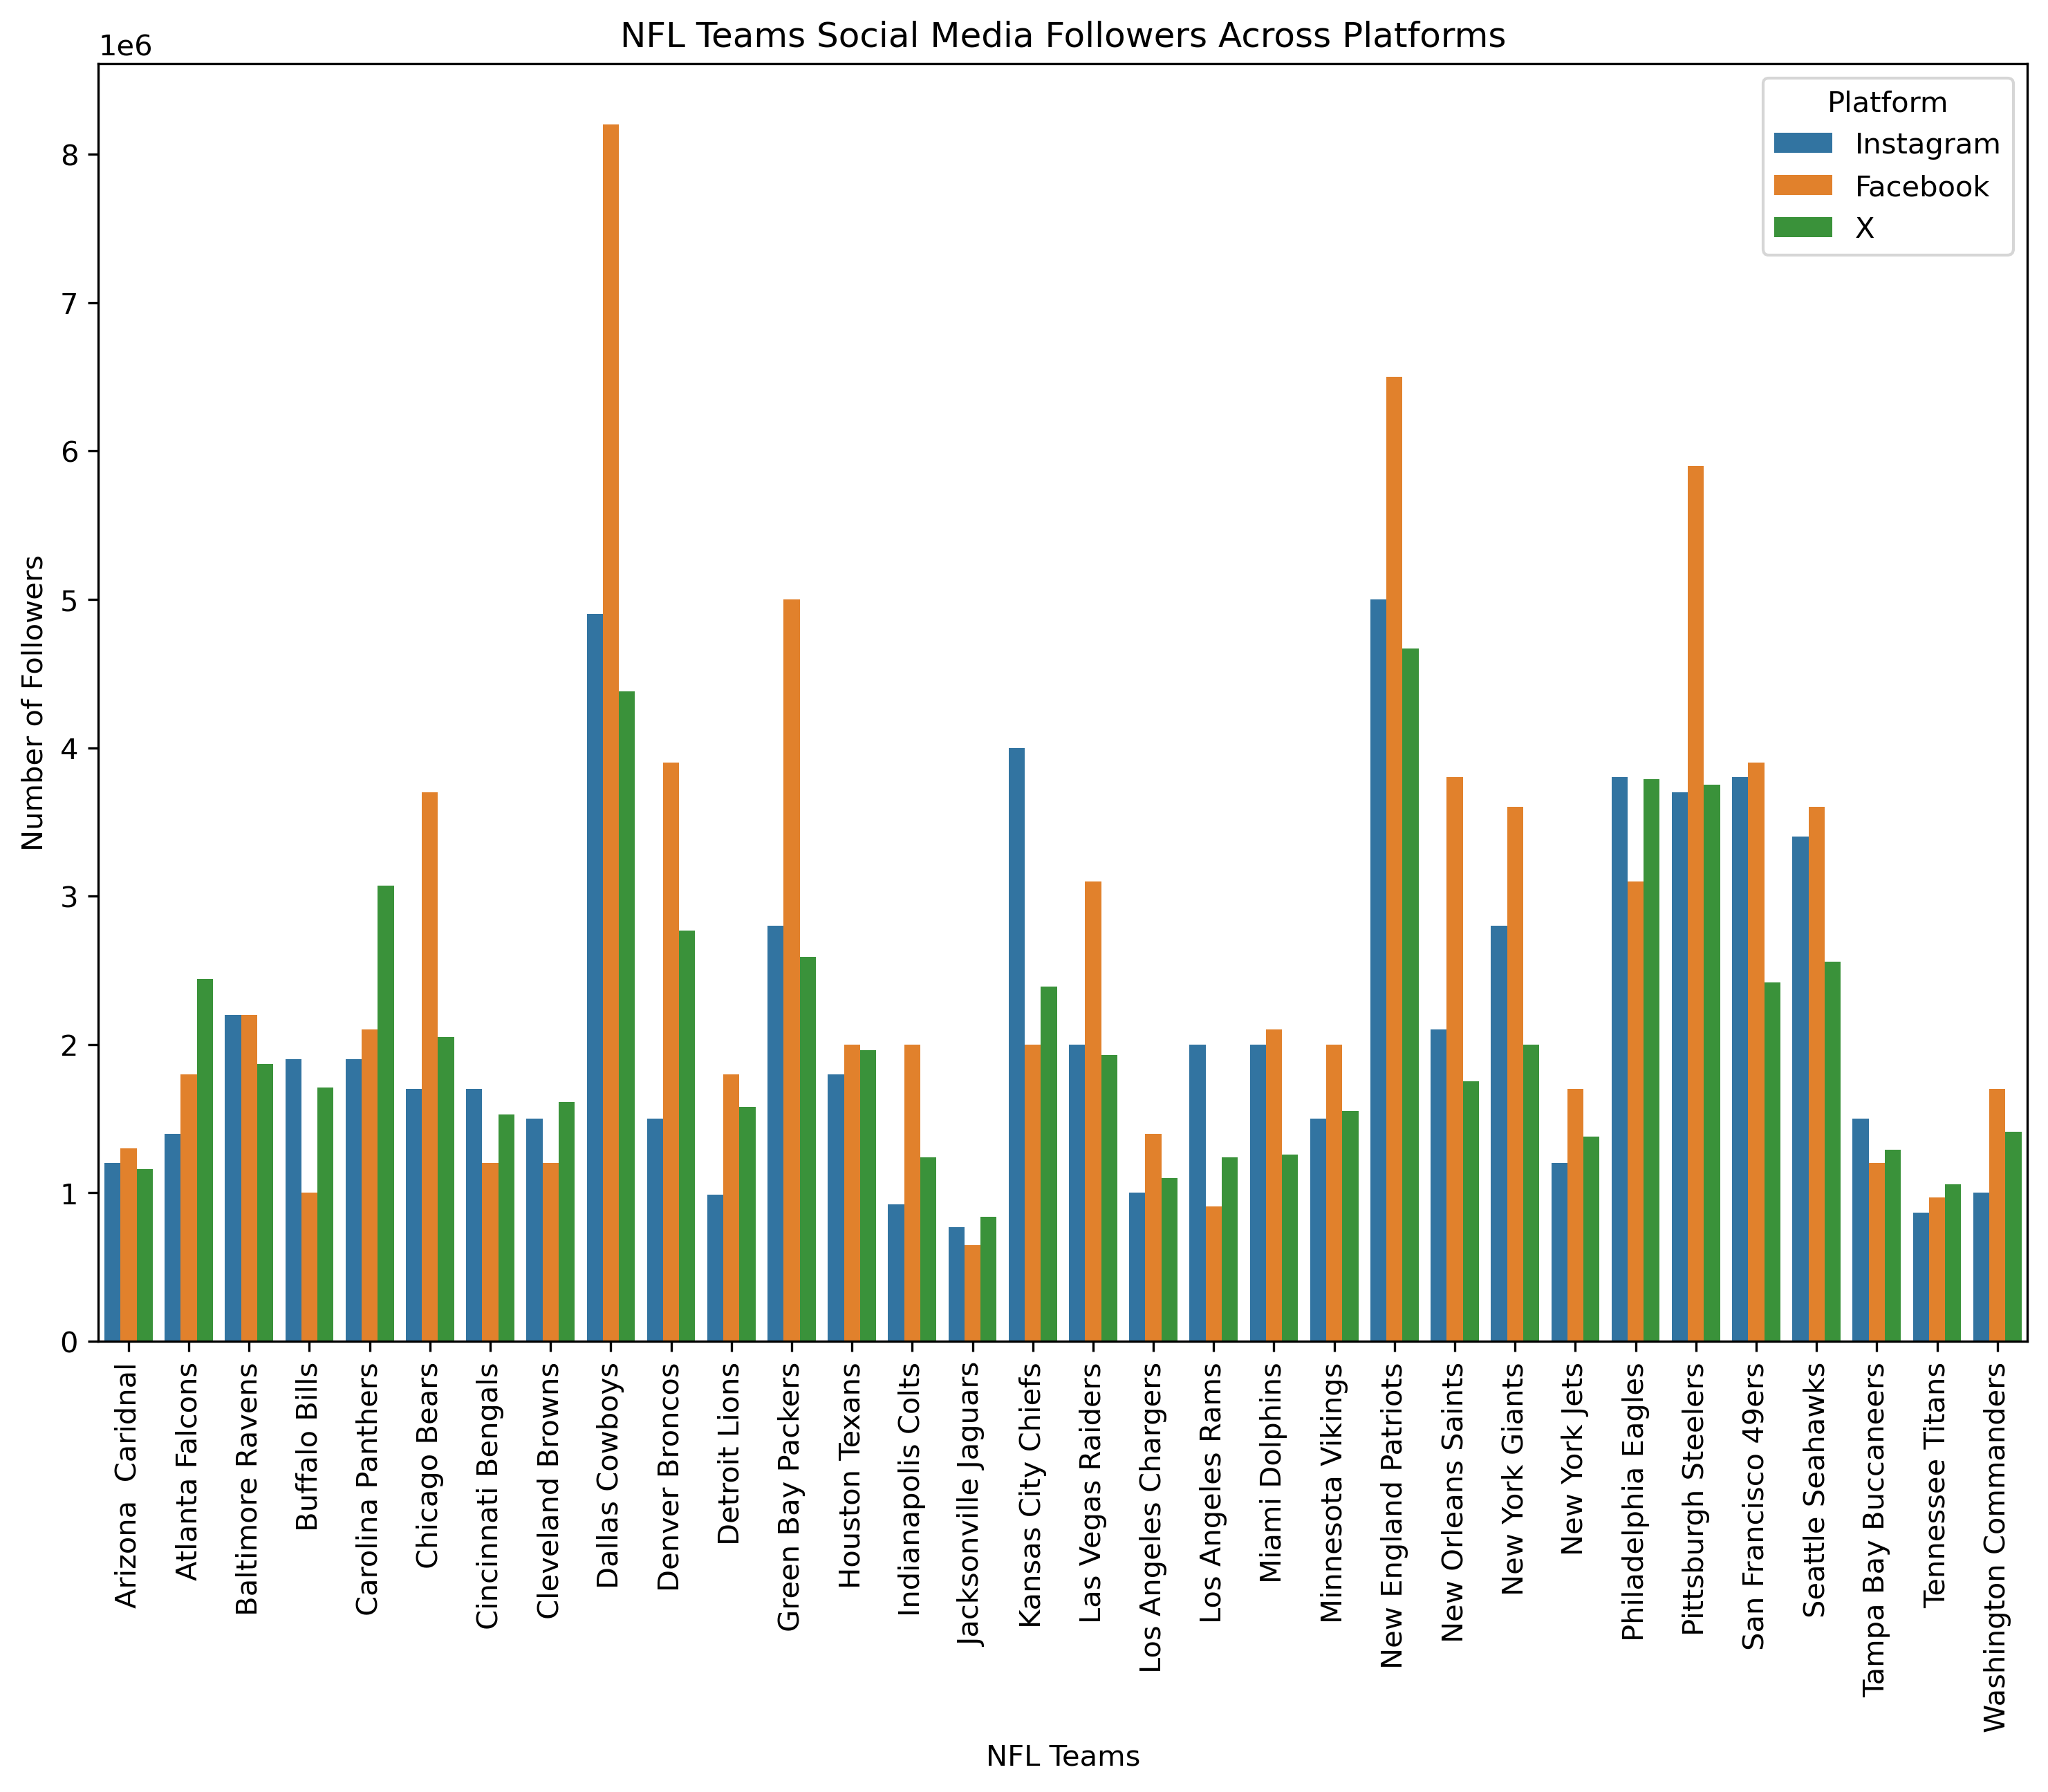 NFL Teams Social Media Followers Across Platforms
1e6
Platform
Instagram
Facebook
X
8
7
6
5
4
3
2
1
0
Number of Followers
Arizona  Caridnal
Atlanta Falcons
Baltimore Ravens
Buffalo Bills
Carolina Panthers
Chicago Bears
Cincinnati Bengals
Cleveland Browns
Dallas Cowboys
Denver Broncos
Detroit Lions
Green Bay Packers
Houston Texans
Indianapolis Colts
Jacksonville Jaguars
Kansas City Chiefs
Las Vegas Raiders
Los Angeles Chargers
Los Angeles Rams
Miami Dolphins
Minnesota Vikings
New England Patriots
New Orleans Saints
New York Giants
New York Jets
Philadelphia Eagles
Pittsburgh Steelers
San Francisco 49ers
Seattle Seahawks
Tampa Bay Buccaneers
Tennessee Titans
Washington Commanders
NFL Teams